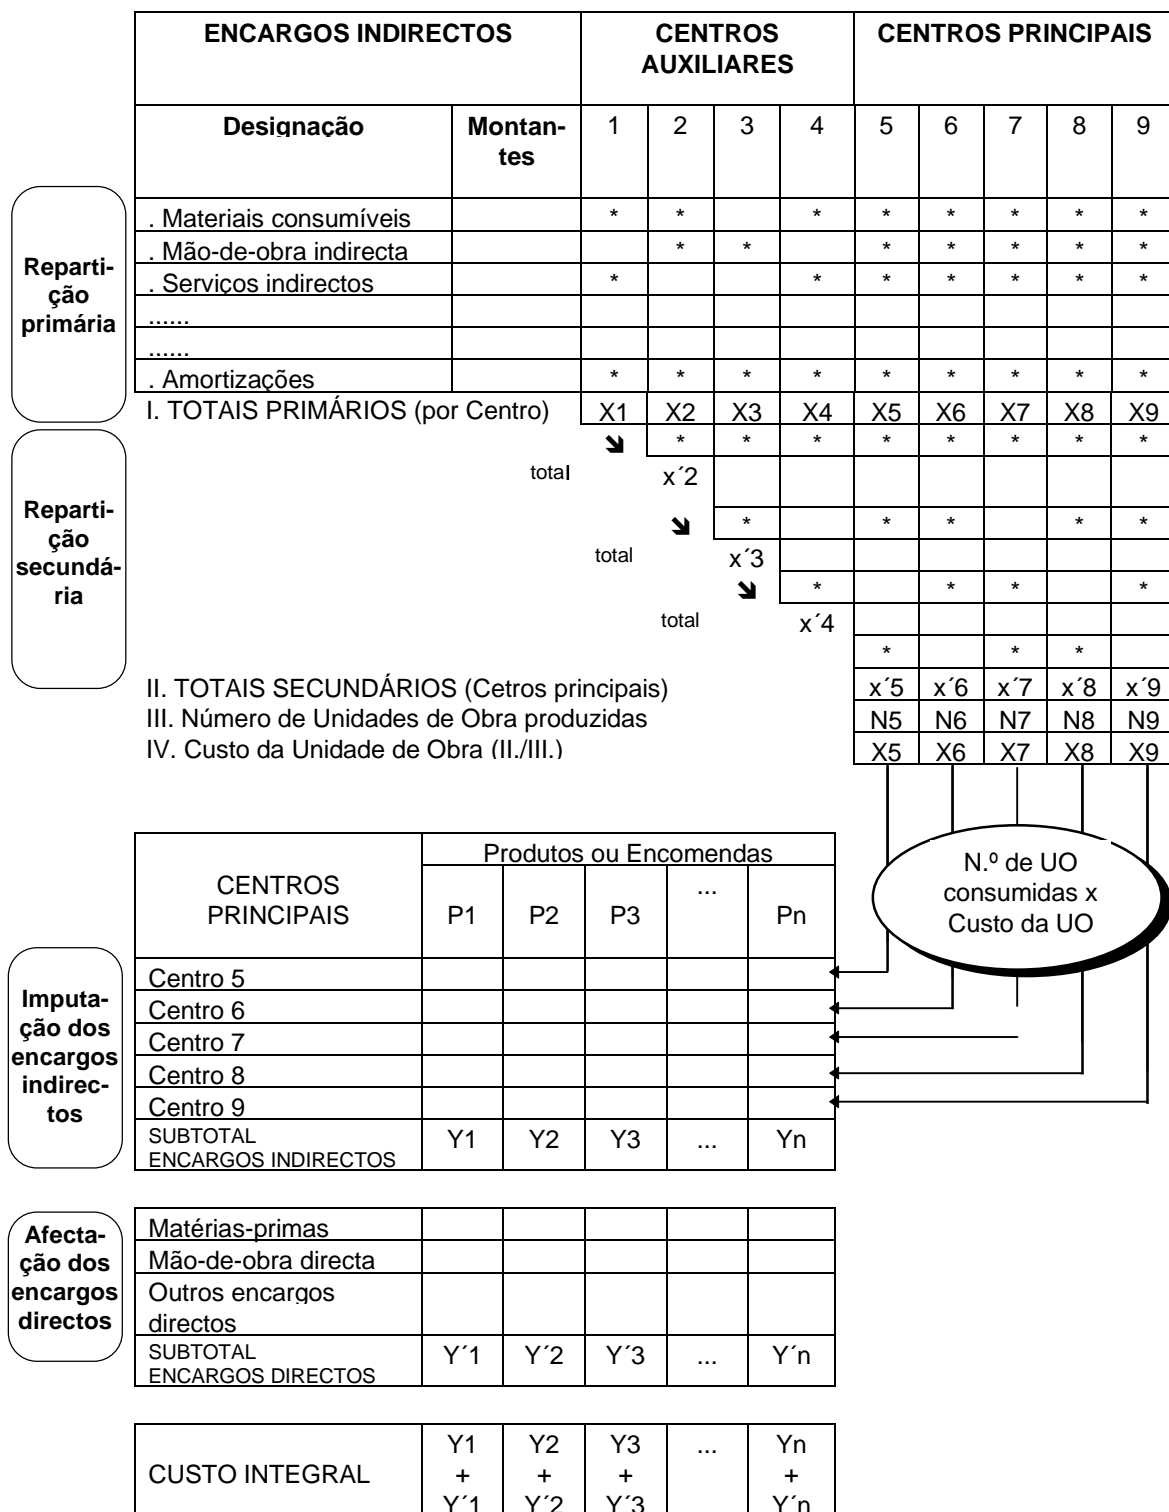 ENCARGOS INDIRECTOS CENTROS AUXILIARES CENTROS PRINCIPAIS
Designação Montan-tes 1 2 3 4 5 6 7 8 9
Reparti-
ção
primária
. Materiais consumíveis * * * * * * * *
. Mão-de-obra indirecta * * * * * * *
. Serviços indirectos * * * * * * *
......
......
. Amortizações * * * * * * * * *
I. TOTAIS PRIMÁRIOS (por Centro) X1 X2 X3 X4 X5 X6 X7 X8 X9
Reparti-
ção
secundá-
ria
➘ * * * * * * * *
total x´2
➘ * * * * *
total x´3
➘ * * * *
total x´4
* * *
II. TOTAIS SECUNDÁRIOS (Cetros principais) x´5 x´6 x´7 x´8 x´9
III. Número de Unidades de Obra produzidas N5 N6 N7 N8 N9
IV. Custo da Unidade de Obra (II./III.) X5 X6 X7 X8 X9
N.º de UO
consumidas x
Custo da UO
CENTROS
PRINCIPAIS
Produtos ou Encomendas
P1 P2 P3 ... Pn
Imputa-
ção dos
encargos
indirec-
tos
Centro 5
Centro 6
Centro 7
Centro 8
Centro 9
SUBTOTAL
ENCARGOS INDIRECTOS Y1 Y2 Y3 ... Yn
Afecta-
ção dos
encargos
directos
Matérias-primas
Mão-de-obra directa
Outros encargos
directos
SUBTOTAL
ENCARGOS DIRECTOS Y´1 Y´2 Y´3 ... Y´n
CUSTO INTEGRAL
Y1 Y2 Y3 ... Yn
+ + + +
Y´1 Y´2 Y´3 Y´n